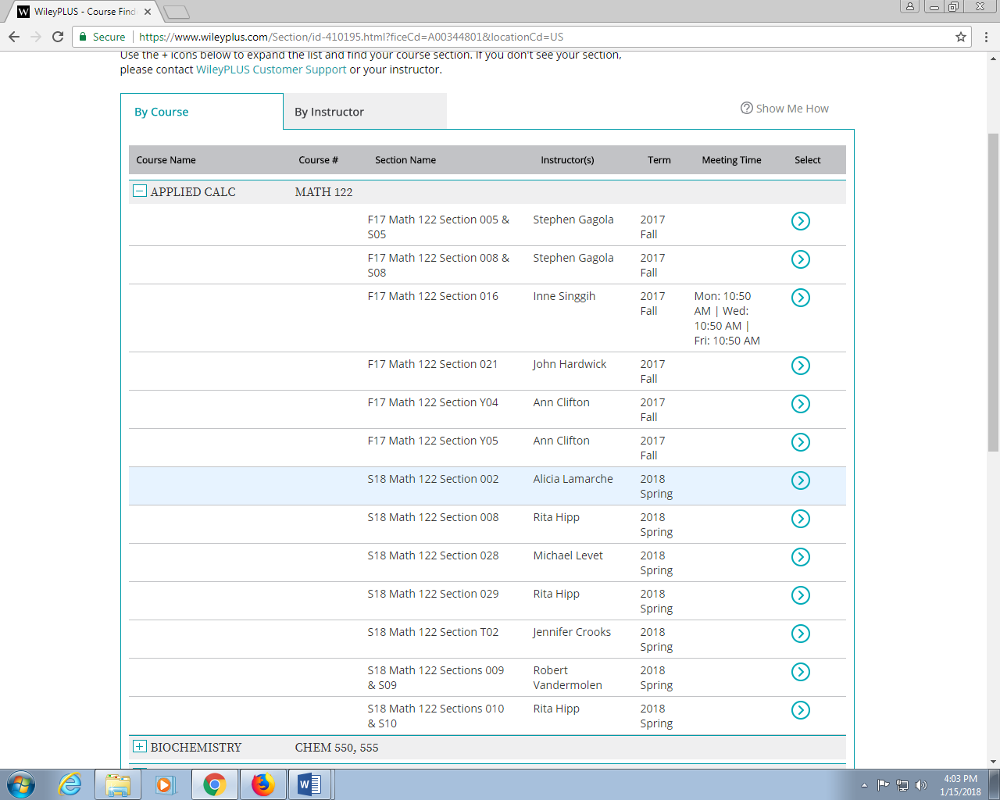 WileyPLUS - Course Find
Secure
https://www.wileyplus.com/Section/id-410195.html?ficeCd=A00344801&locationCd=US
Use the + icons below to expand the list and find your course section. If you don't see your section,
please contact WileyPLUS Customer Support or your instructor.
By Course
By Instructor
Show Me How
Course Name Course # Section Name Instructor(s) Term Meeting Time Select
APPLIED CALC MATH 122
F17 Math 122 Section 005 & Stephen Gagola 2017
S05 Fall
F17 Math 122 Section 008 & Stephen Gagola 2017
S08 Fall
F17 Math 122 Section 016 Inne Singgih 2017 Mon: 10:50
Fall AM | Wed:
10:50 AM |
Fri: 10:50 AM
F17 Math 122 Section 021 John Hardwick 2017
Fall
F17 Math 122 Section Y04 Ann Clifton 2017
Fall
F17 Math 122 Section Y05 Ann Clifton 2017
Fall
S18 Math 122 Section 002 Alicia Lamarche 2018
Spring
S18 Math 122 Section 008 Rita Hipp 2018
Spring
S18 Math 122 Section 028 Michael Levet 2018
Spring
S18 Math 122 Section 029 Rita Hipp 2018
Spring
S18 Math 122 Section T02 Jennifer Crooks 2018
Spring
S18 Math 122 Sections 009 Robert 2018
& S09 Vandermolen Spring
S18 Math 122 Sections 010 Rita Hipp 2018
& S10 Spring
BIOCHEMISTRY CHEM 550, 555
4:03 PM
1/15/2018